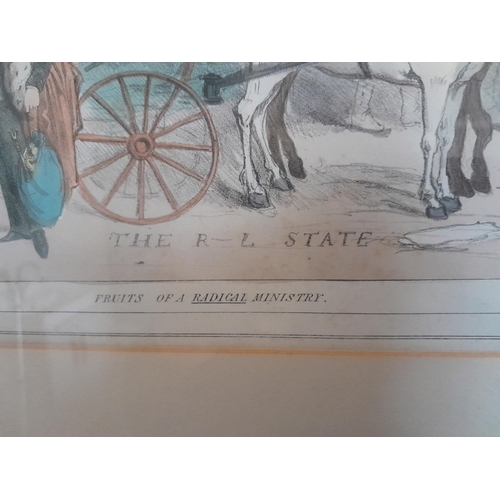 THE R–L STATE
FRUITS OF A RADICAL MINISTRY.